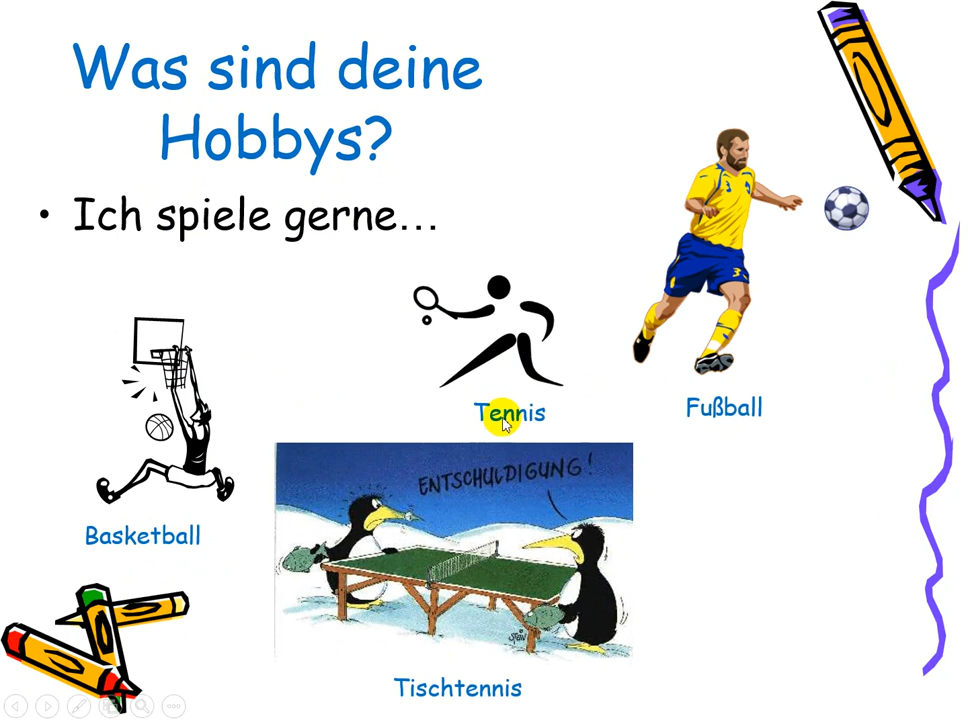 Was sind deine
Hobbys?
• Ich spiele gerne…
Tennis
Fußball
ENTSCHULDIGUNG!
Basketball
Tischtennis